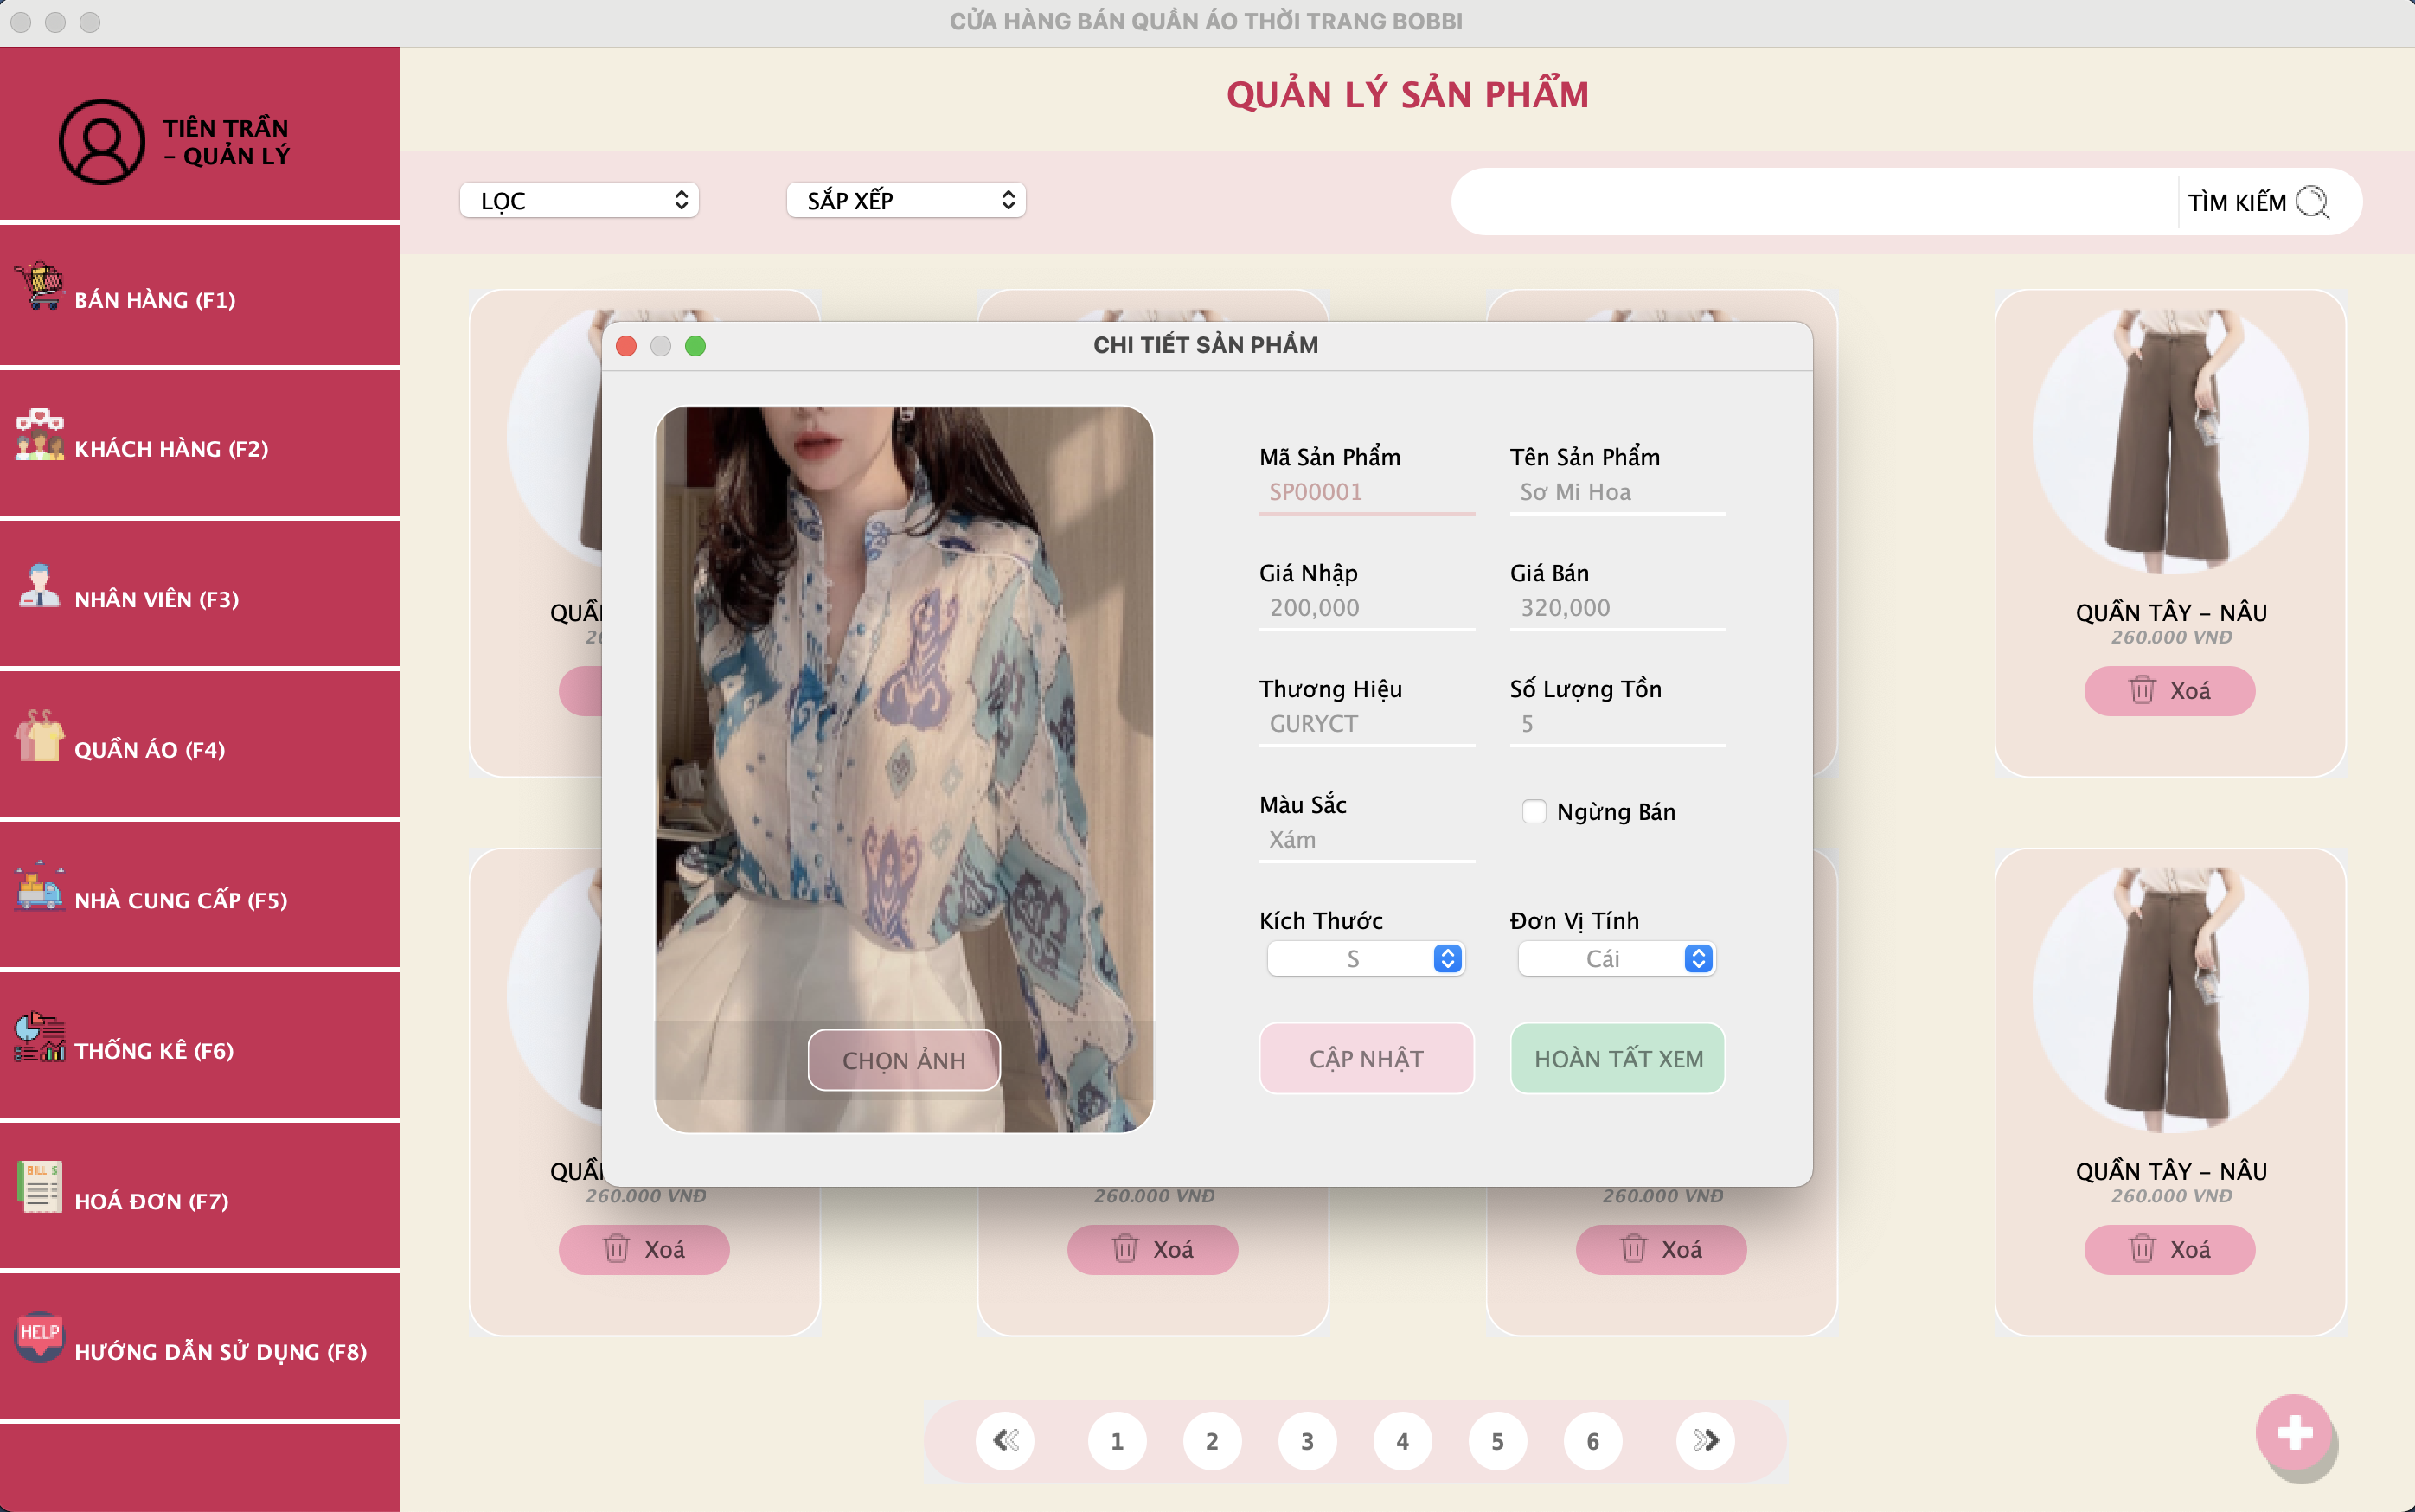 CỬA HÀNG BÁN QUẦN ÁO THỜI TRANG BOBBI
TIÊN TRẦN
- QUẢN LÝ
BÁN HÀNG (F1)
KHÁCH HÀNG (F2)
NHÂN VIÊN (F3)
QUẦN ÁO (F4)
NHÀ CUNG CẤP (F5)
THỐNG KÊ (F6)
BILL $
HOÁ ĐƠN (F7)
HELP
HƯỚNG DẪN SỬ DỤNG (F8)
QUẢN LÝ SẢN PHẨM
LỌC
SẮP XẾP
TÌM KIẾM
CHI TIẾT SẢN PHẨM
CHỌN ẢNH
Mã Sản Phẩm
SP00001
Tên Sản Phẩm
Sơ Mi Hoa
Giá Nhập
200,000
Giá Bán
320,000
Thương Hiệu
GURYCT
Số Lượng Tồn
5
Màu Sắc
Xám
Ngừng Bán
Kích Thước
S
Đơn Vị Tính
Cái
CẬP NHẬT
HOÀN TẤT XEM
QUẦN TÂY - NÂU
260.000 VNĐ
Xoá
260.000 VNĐ
Xoá
260.000 VNĐ
Xoá
260.000 VNĐ
Xoá
QUẦN TÂY - NÂU
260.000 VNĐ
Xoá
1
2
3
4
5
6